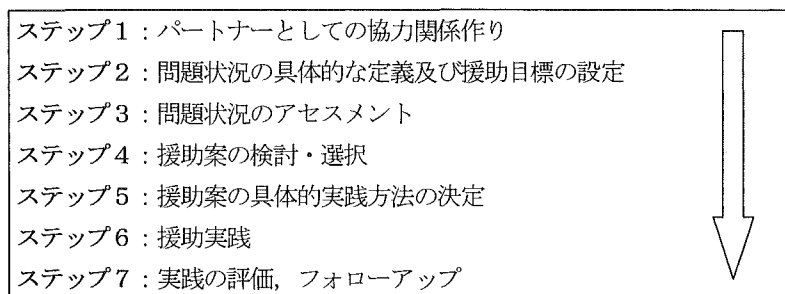 ステップ1：パートナーとしての協力関係作り
ステップ2：問題状況の具体的な定義及び援助目標の設定
ステップ3：問題状況のアセスメント
ステップ4：援助案の検討・選択
ステップ5：援助案の具体的実践方法の決定
ステップ6：援助実践
ステップ7：実践の評価，フォローアップ